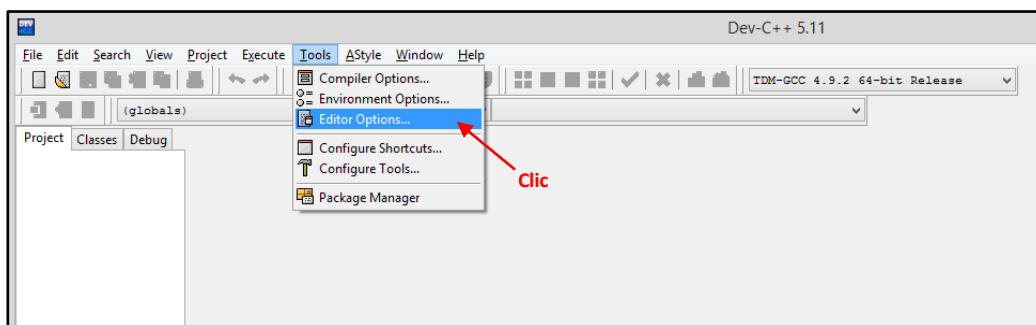 DEV
Dev-C++ 5.11
File Edit Search View Project Execute Tools AStyle Window Help
Compiler Options...
TDM-GCC 4.9.2 64-bit Release
Environment Options...
(globals)
Editor Options...
Project Classes Debug
Configure Shortcuts...
Configure Tools...
Clic
Package Manager